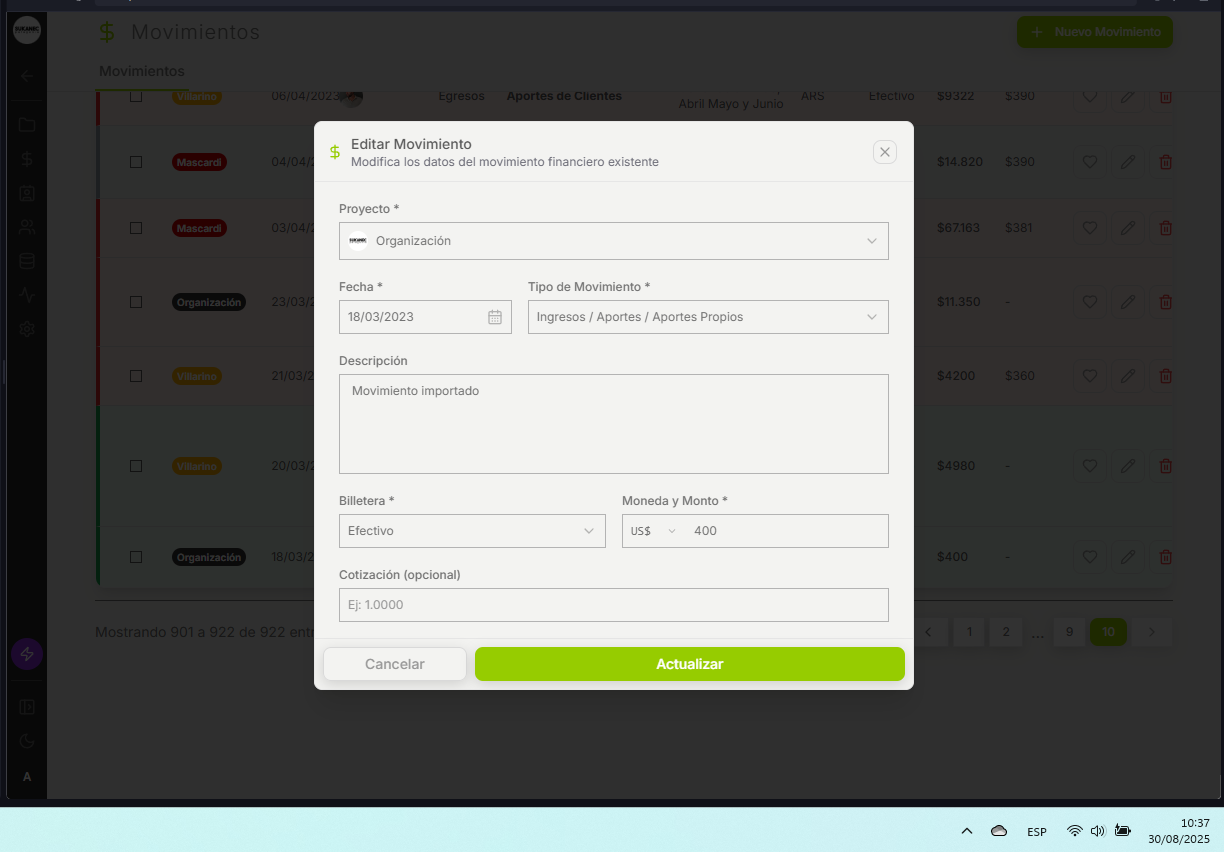 Movimientos
+ Nuevo Movimiento
Movimientos
Villarino 06/04/2023 Egresos Aportes de Clientes Abril Mayo y Junio ARS Efectivo $9322 $390
Mascardi 04/04/2 $14.820 $390
Mascardi 03/04/2 $67.163 $381
Organización 23/03/2 $11.350 -
Villarino 21/03/2 $4200 $360
Villarino 20/03/2 $4980 -
Organización 18/03/2 $400 -
Mostrando 901 a 922 de 922 entr
1 2 ... 9 10
A
Editar Movimiento
Modifica los datos del movimiento financiero existente
Proyecto *
Organización
Fecha * Tipo de Movimiento *
18/03/2023 Ingresos / Aportes / Aportes Propios
Descripción
Movimiento importado
Billetera * Moneda y Monto *
Efectivo US$ 400
Cotización (opcional)
Ej: 1.0000
Cancelar Actualizar
ESP 10:37
30/08/2025